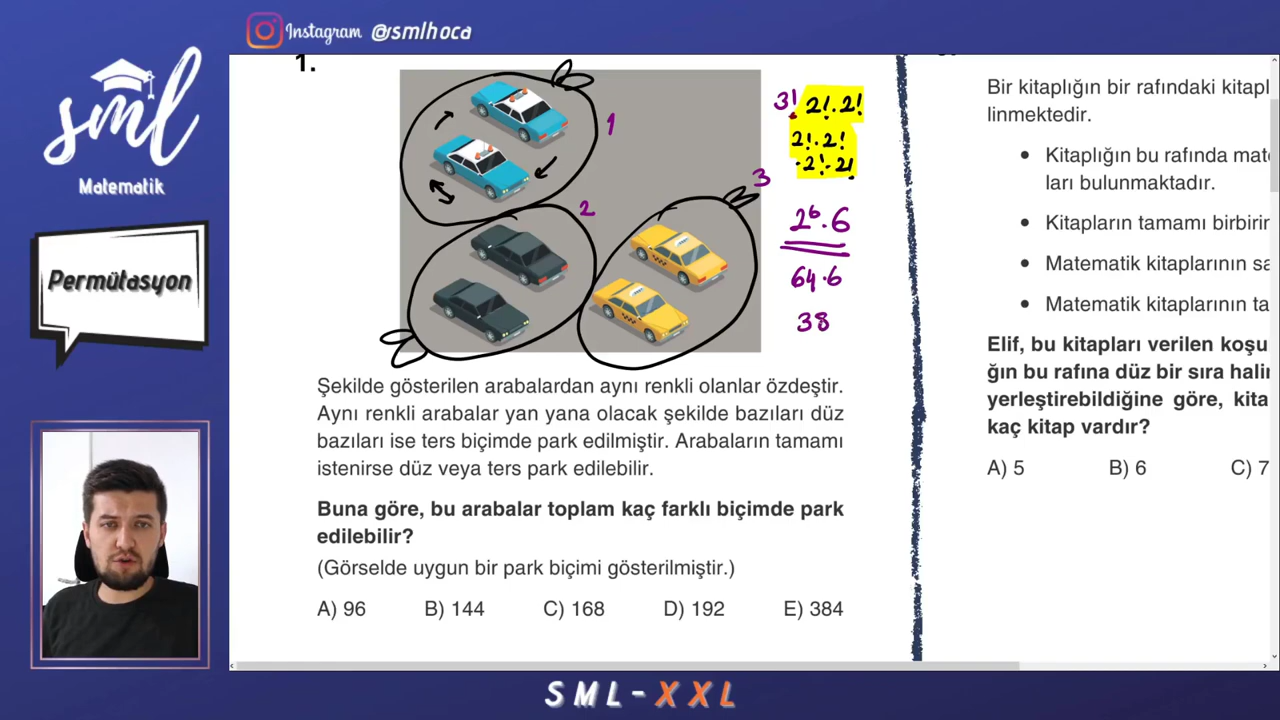 Instagram @smlhoca
sml
Matematik
Permütasyon
1.
1
2
3
3! 2!.2!
2!.2!
.2!.2!
2⁶.6
64.6
38
Şekilde gösterilen arabalardan aynı renkli olanlar özdeştir.
Aynı renkli arabalar yan yana olacak şekilde bazıları düz
bazıları ise ters biçimde park edilmiştir. Arabaların tamamı
istenirse düz veya ters park edilebilir.
Buna göre, bu arabalar toplam kaç farklı biçimde park
edilebilir?
(Görselde uygun bir park biçimi gösterilmiştir.)
A) 96 B) 144 C) 168 D) 192 E) 384
Bir kitaplığın bir rafındaki kitapl
linmektedir.
• Kitaplığın bu rafında mate
ları bulunmaktadır.
• Kitapların tamamı birbirin
• Matematik kitaplarının sa
• Matematik kitaplarının ta
Elif, bu kitapları verilen koşu
ğın bu rafına düz bir sıra halin
yerleştirebildiğine göre, kita
kaç kitap vardır?
A) 5 B) 6 C) 7
SML-XXL